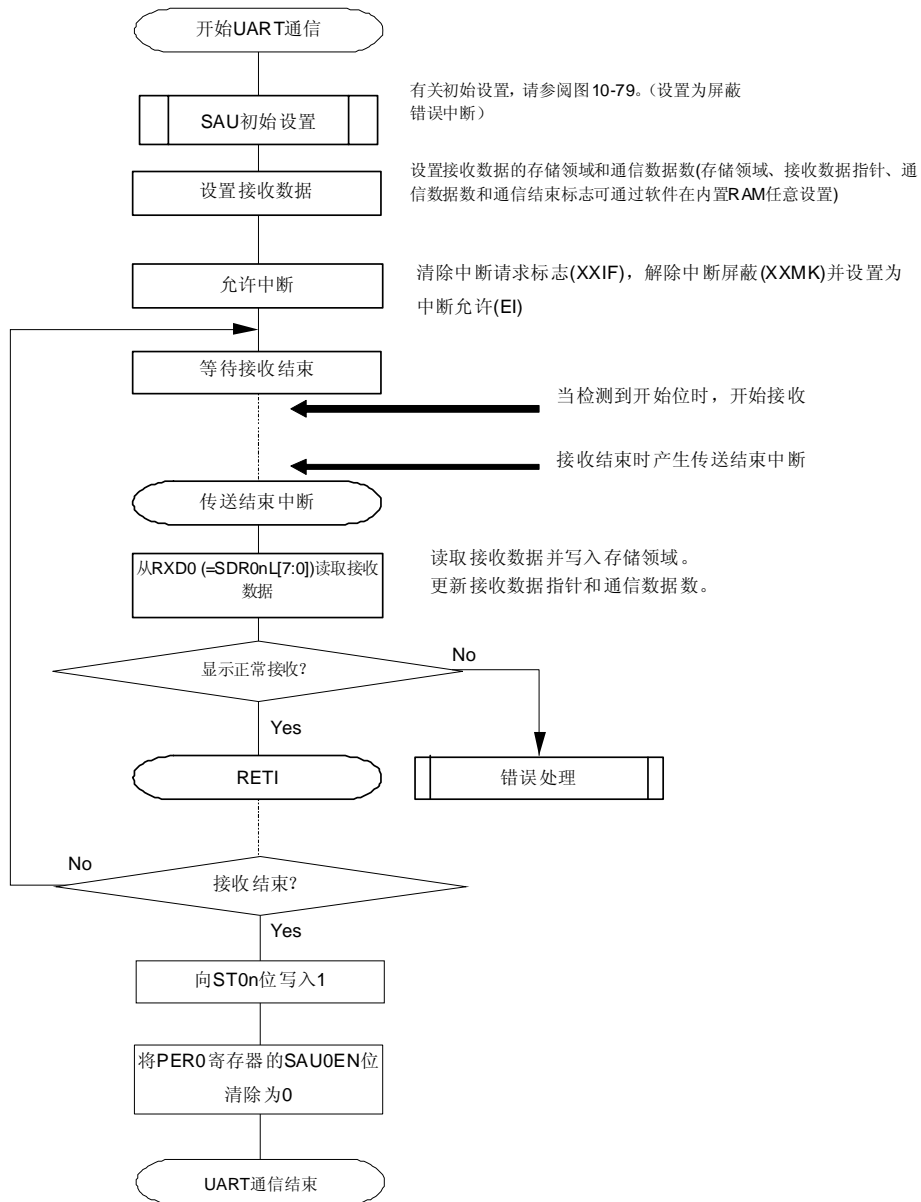 开始UART通信
SAU初始设置
有关初始设置，请参阅图10-79。（设置为屏蔽
错误中断）
设置接收数据
设置接收数据的存储领域和通信数据数(存储领域、接收数据指针、通
信数据数和通信结束标志可通过软件在内置RAM任意设置)
允许中断
清除中断请求标志(XXIF)，解除中断屏蔽(XXMK)并设置为
中断允许(EI)
等待接收结束
当检测到开始位时，开始接收
接收结束时产生传送结束中断
传送结束中断
从RXD0 (=SDR0nL[7:0])读取接收
数据
读取接收数据并写入存储领域。
更新接收数据指针和通信数据数。
显示正常接收?
No
Yes
RETI
错误处理
No
接收结束?
Yes
向ST0n位写入1
将PER0寄存器的SAU0EN位
清除为0
UART通信结束